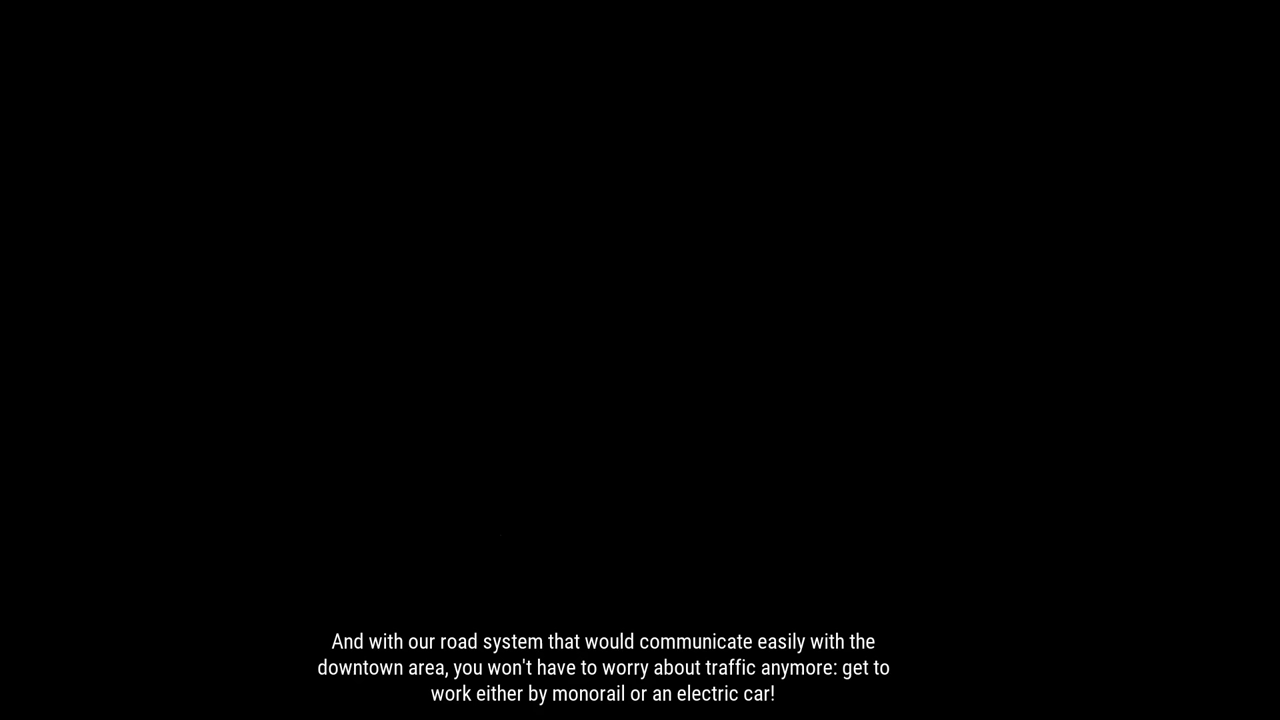 And with our road system that would communicate easily with the
downtown area, you won't have to worry about traffic anymore: get to
work either by monorail or an electric car!